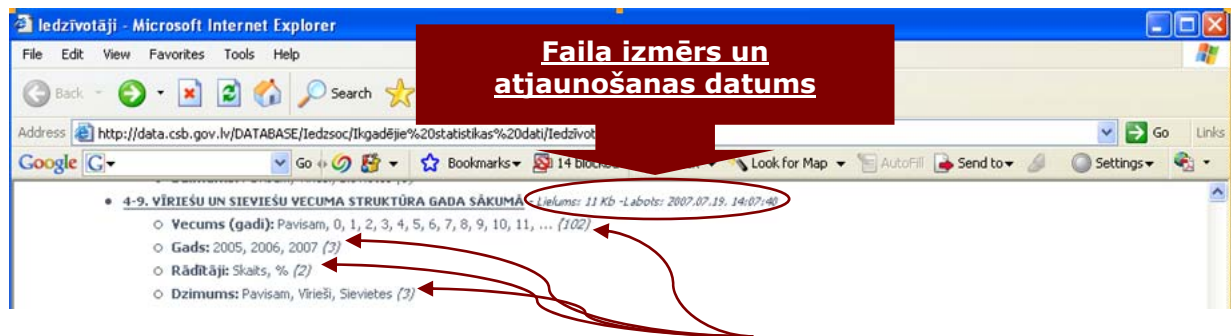 Iedzīvotāji - Microsoft Internet Explorer
File Edit View Favorites Tools Help
Faila izmērs un
atjaunošanas datums
Back Search
Address http://data.csb.gov.lv/DATABASE/Iedzsoc/Ikgadējie%20statistikas%20dati/Iedzīvot Go Links
Google G Go Bookmarks 14 Look for Map AutoFill Send to Settings
• 4-9. VĪRIEŠU UN SIEVIEŠU VECUMA STRUKTŪRA GADA SĀKUMĀ - Lielums: 11 Kb -Labots: 2007.07.19. 14:07:40
○ Vecums (gadi): Pavisam, 0, 1, 2, 3, 4, 5, 6, 7, 8, 9, 10, 11, ... (102)
○ Gads: 2005, 2006, 2007 (3)
○ Rādītāji: Skaits, % (2)
○ Dzimums: Pavisam, Vīrieši, Sievietes (3)